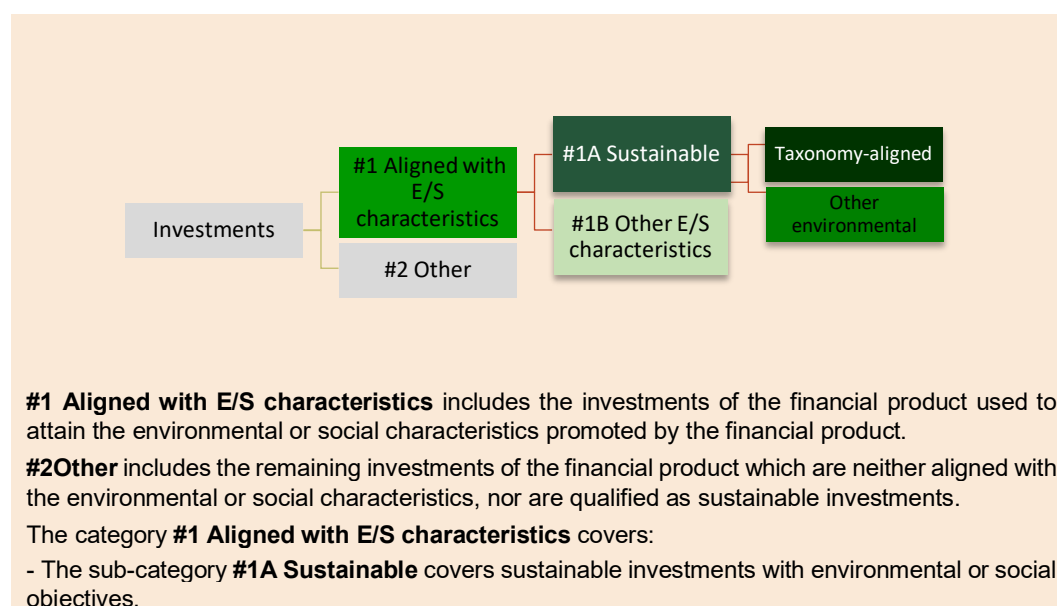 Investments
#1 Aligned with
E/S
characteristics
#2 Other
#1A Sustainable
#1B Other E/S
characteristics
Taxonomy-aligned
Other
environmental
#1 Aligned with E/S characteristics includes the investments of the financial product used to
attain the environmental or social characteristics promoted by the financial product.
#2Other includes the remaining investments of the financial product which are neither aligned with
the environmental or social characteristics, nor are qualified as sustainable investments.
The category #1 Aligned with E/S characteristics covers:
- The sub-category #1A Sustainable covers sustainable investments with environmental or social
objectives.